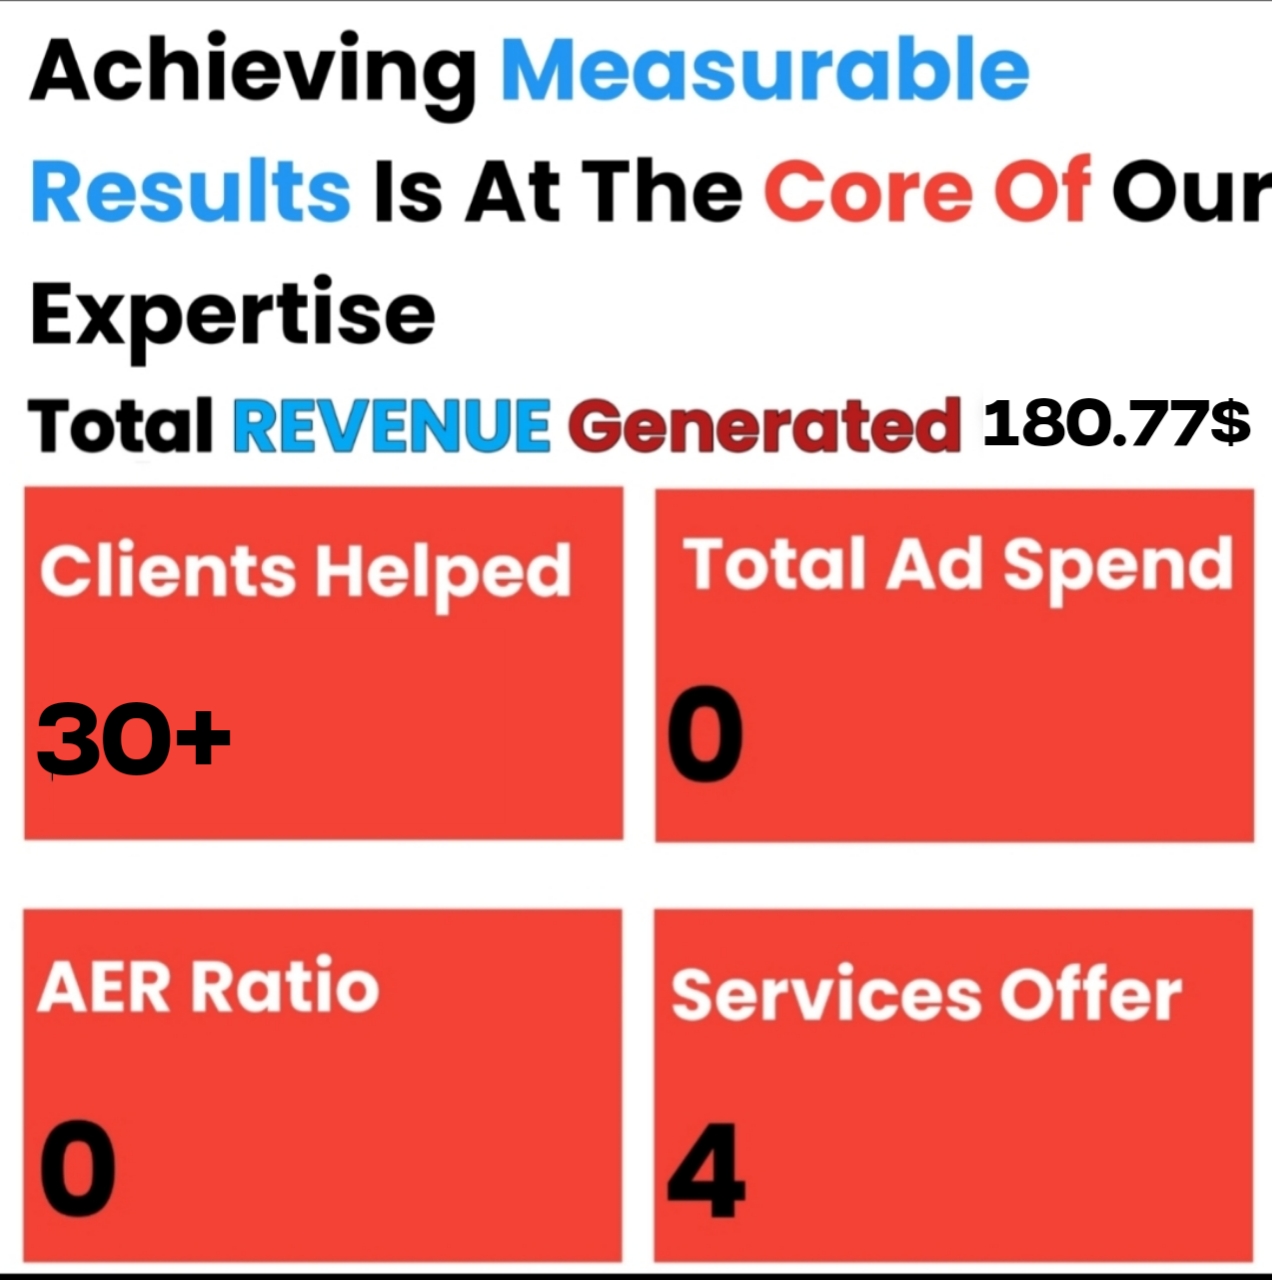 Achieving Measurable
Results Is At The Core Of Our
Expertise
Total REVENUE Generated 180.77$
Clients Helped
30+
Total Ad Spend
0
AER Ratio
0
Services Offer
4